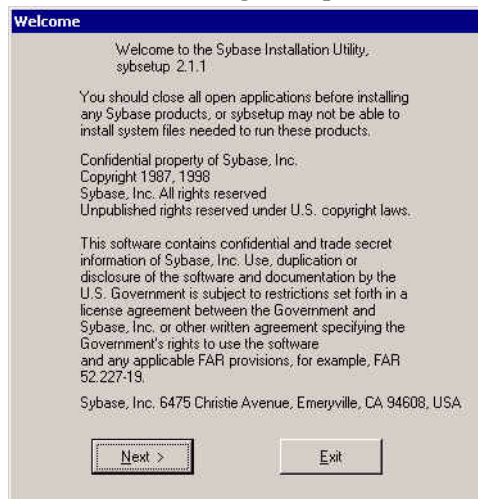 Welcome
Welcome to the Sybase Installation Utility,
sybsetup 2.1.1
You should close all open applications before installing
any Sybase products, or sybsetup may not be able to
install system files needed to run these products.
Confidential property of Sybase, Inc.
Copyright 1987, 1998
Sybase, Inc. All rights reserved
Unpublished rights reserved under U.S. copyright laws.
This software contains confidential and trade secret
information of Sybase, Inc. Use, duplication or
disclosure of the software and documentation by the
U.S. Government is subject to restrictions set forth in a
license agreement between the Government and
Sybase, Inc. or other written agreement specifying the
Government's rights to use the software
and any applicable FAR provisions, for example, FAR
52.227-19.
Sybase, Inc. 6475 Christie Avenue, Emeryville, CA 94608, USA
Next > Exit